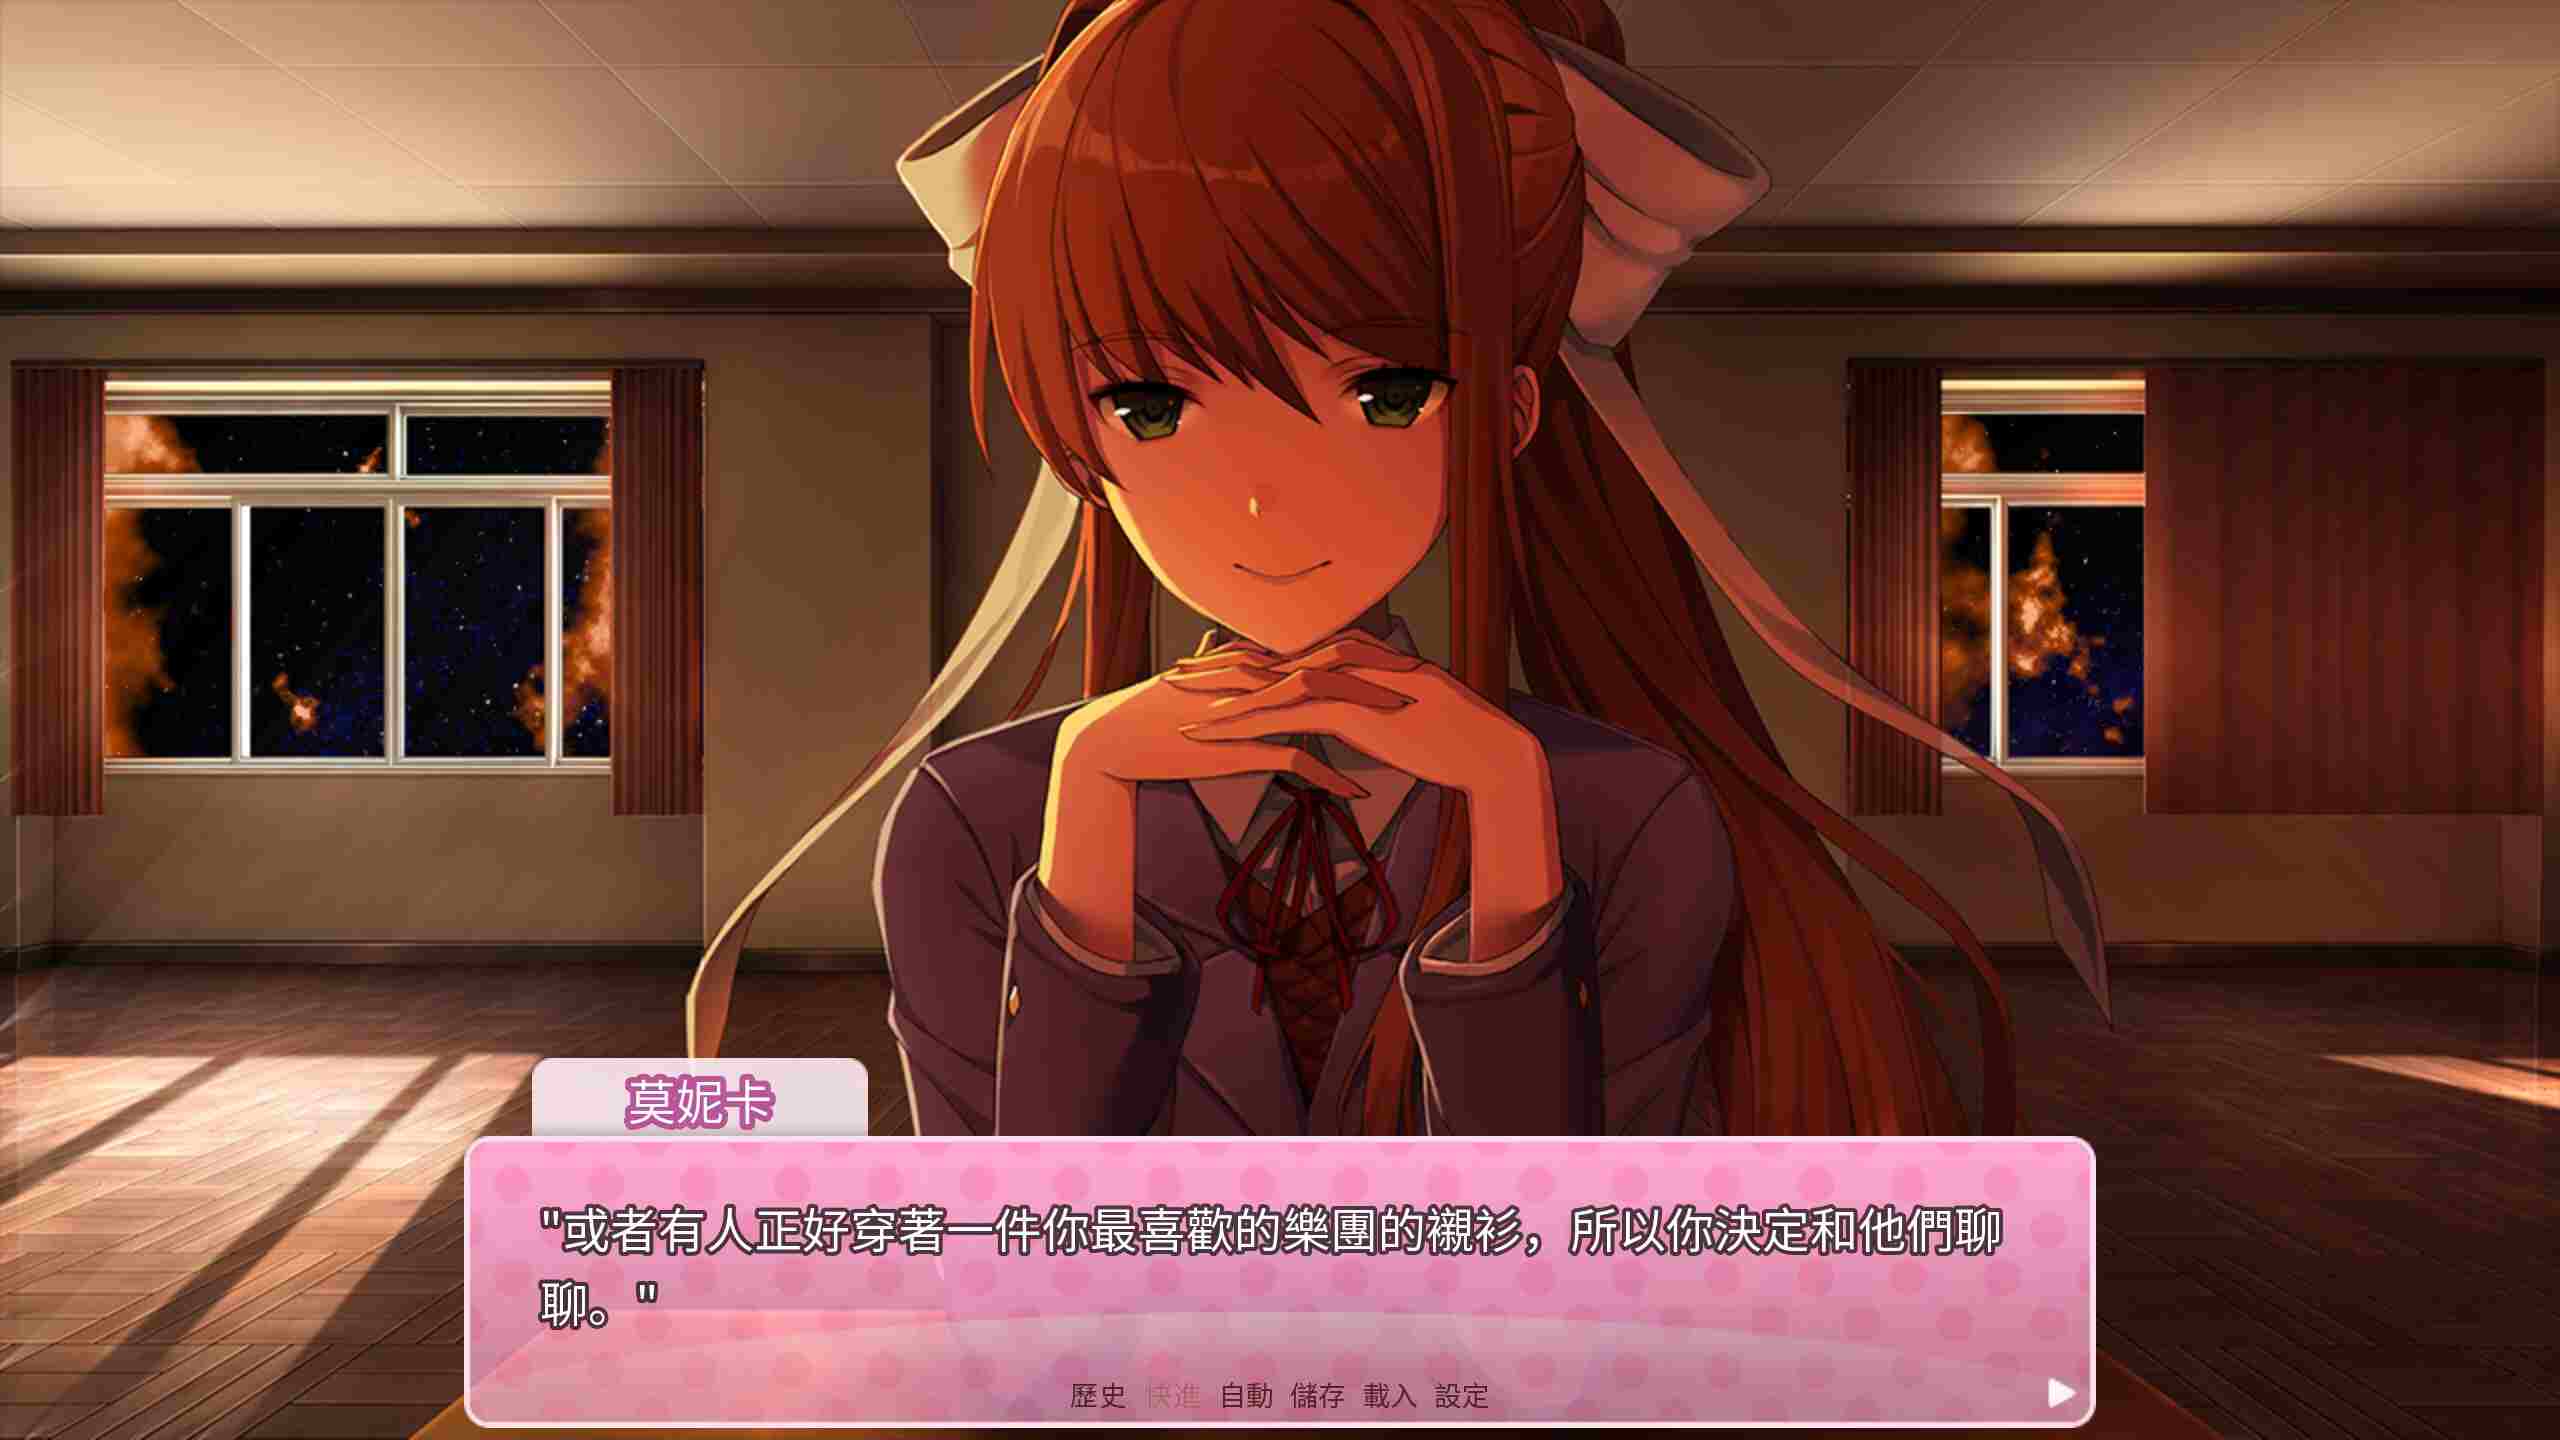 莫妮卡
"或者有人正好穿著一件你最喜歡的樂團的襯衫，所以你決定和他們聊
聊。"
歷史 快進 自動 儲存 載入 設定